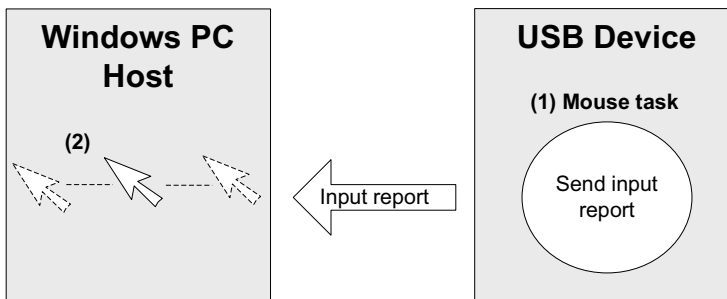 Windows PC
Host
(2)
Input report
USB Device
(1) Mouse task
Send input
report